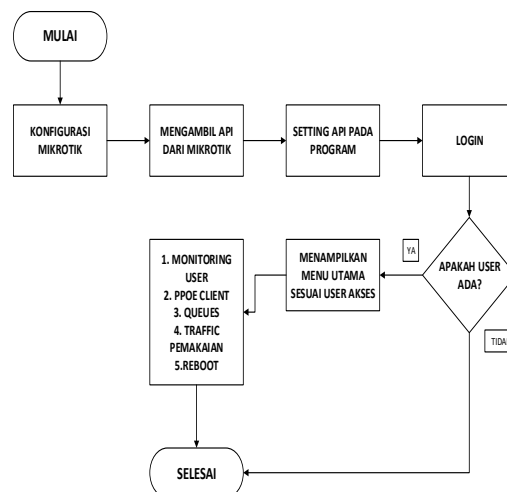 MULAI
KONFIGURASI
MIKROTIK
MENGAMBIL API
DARI MIKROTIK
SETTING API PADA
PROGRAM
LOGIN
APAKAH USER
ADA?
YA
TIDAK
MENAMPILKAN
MENU UTAMA
SESUAI USER AKSES
1. MONITORING
USER
2. PPOE CLIENT
3. QUEUES
4. TRAFFIC
PEMAKAIAN
5.REBOOT
SELESAI